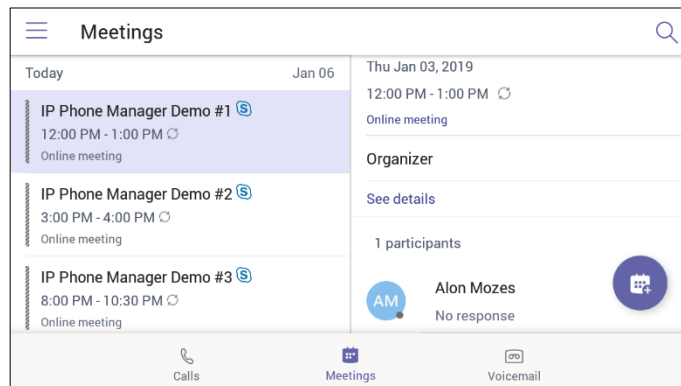 Meetings
Today Jan 06
IP Phone Manager Demo #1
12:00 PM - 1:00 PM
Online meeting
IP Phone Manager Demo #2
3:00 PM - 4:00 PM
Online meeting
IP Phone Manager Demo #3
8:00 PM - 10:30 PM
Online meeting
Thu Jan 03, 2019
12:00 PM - 1:00 PM
Online meeting
Organizer
See details
1 participants
AM
Alon Mozes
No response
Calls Meetings Voicemail